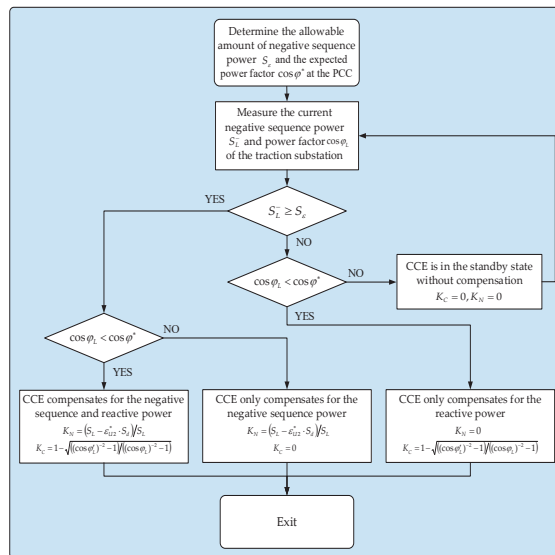 Determine the allowable
amount of negative sequence
power S_ε and the expected
power factor cosφ* at the PCC
Measure the current
negative sequence power
S_L^- and power factor cosφ_L
of the traction substation
YES
S_L^- ≥ S_ε
NO
cosφ_L < cosφ*
NO
CCE is in the standby state
without compensation
K_C = 0, K_N = 0
YES
cosφ_L < cosφ*
NO
YES
CCE compensates for the negative
sequence and reactive power
K_N = (S_L − ε*_{U2} · S_d)/S_L
K_C = 1−√((cosφ'_L)^{-2} −1)/((cosφ_L)^{-2} −1)
CCE only compensates for the
negative sequence power
K_N = (S_L − ε*_{U2} · S_d)/S_L
K_C = 0
CCE only compensates for the
reactive power
K_N = 0
K_C = 1−√((cosφ'_L)^{-2} −1)/((cosφ_L)^{-2} −1)
Exit